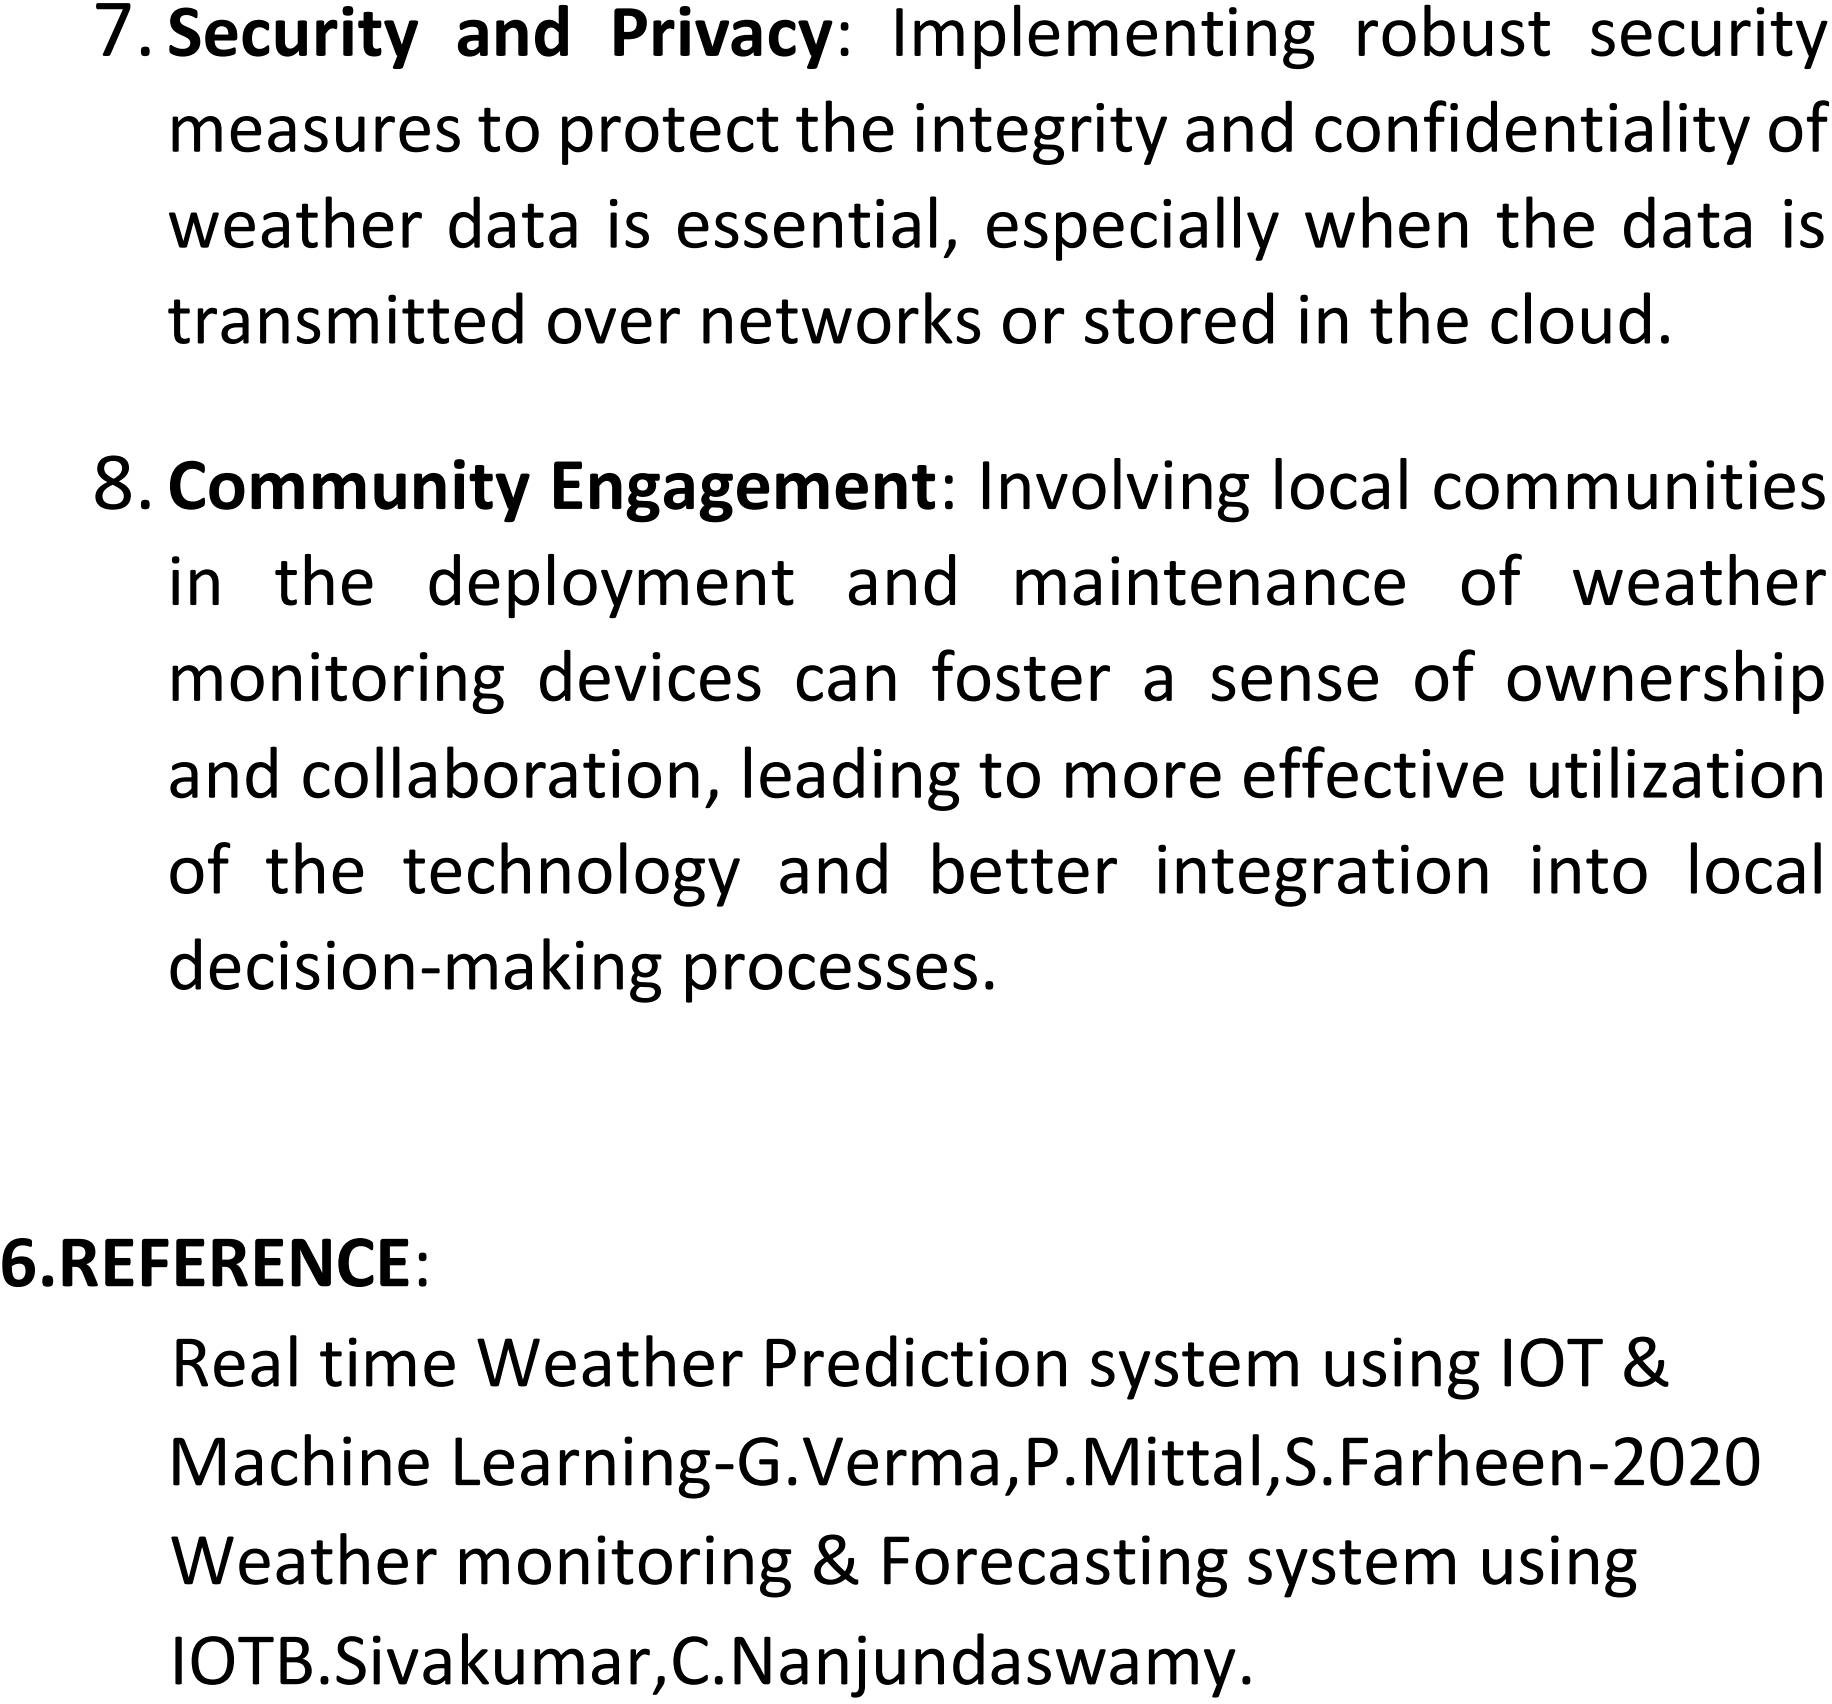 7. Security and Privacy: Implementing robust security
measures to protect the integrity and confidentiality of
weather data is essential, especially when the data is
transmitted over networks or stored in the cloud.
8. Community Engagement: Involving local communities
in the deployment and maintenance of weather
monitoring devices can foster a sense of ownership
and collaboration, leading to more effective utilization
of the technology and better integration into local
decision-making processes.
6.REFERENCE:
Real time Weather Prediction system using IOT &
Machine Learning-G.Verma,P.Mittal,S.Farheen-2020
Weather monitoring & Forecasting system using
IOTB.Sivakumar,C.Nanjundaswamy.